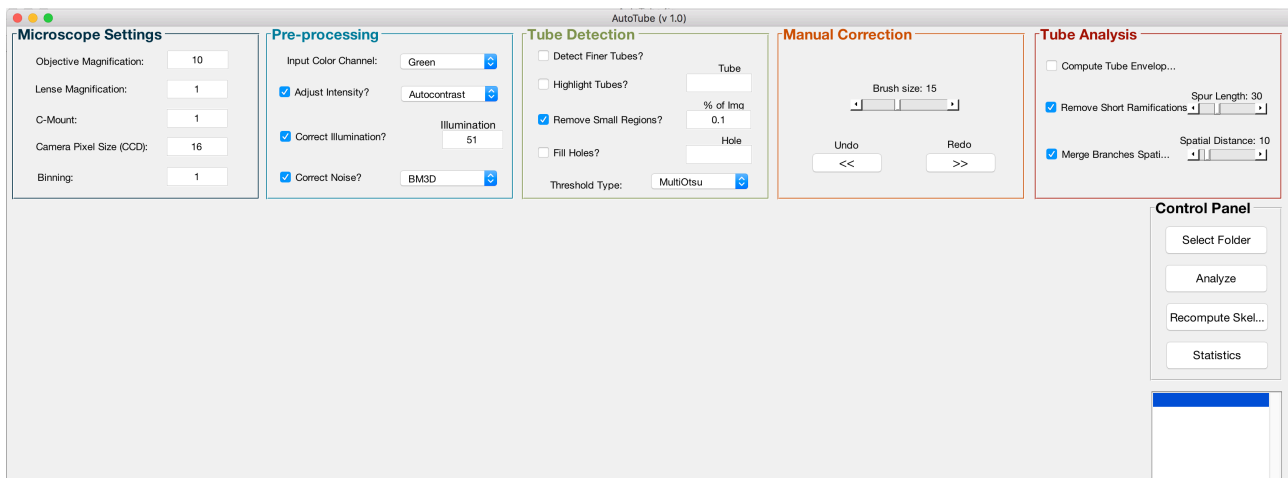 AutoTube (v 1.0)
Microscope Settings
Objective Magnification: 10
Lense Magnification: 1
C-Mount: 1
Camera Pixel Size (CCD): 16
Binning: 1
Pre-processing
Input Color Channel: Green
Adjust Intensity? Autocontrast
Illumination
Correct Illumination? 51
Correct Noise? BM3D
Tube Detection
Detect Finer Tubes?
Tube
Highlight Tubes?
% of Img
Remove Small Regions? 0.1
Hole
Fill Holes?
Threshold Type: MultiOtsu
Manual Correction
Brush size: 15
Undo Redo
<< >>
Tube Analysis
Compute Tube Envelop...
Spur Length: 30
Remove Short Ramifications
Spatial Distance: 10
Merge Branches Spati...
Control Panel
Select Folder
Analyze
Recompute Skel...
Statistics